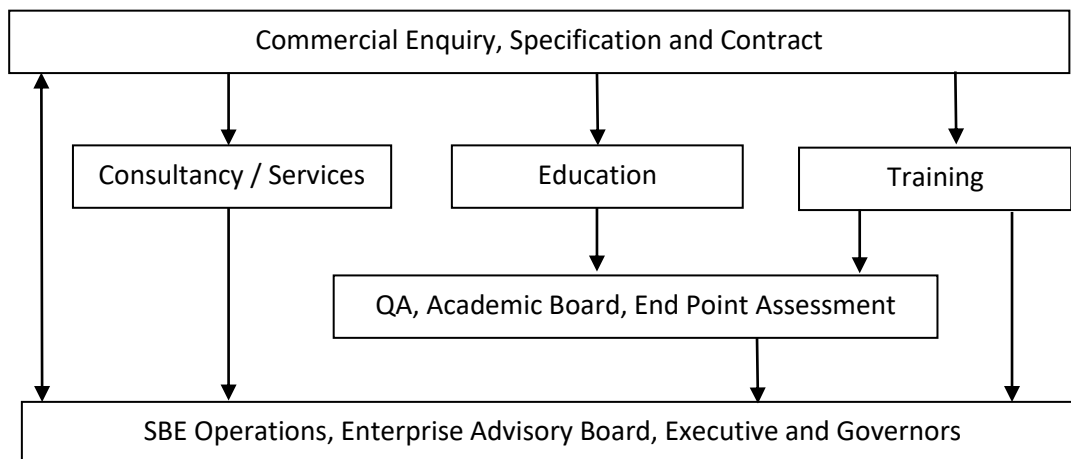 Commercial Enquiry, Specification and Contract
Consultancy / Services
Education
Training
QA, Academic Board, End Point Assessment
SBE Operations, Enterprise Advisory Board, Executive and Governors